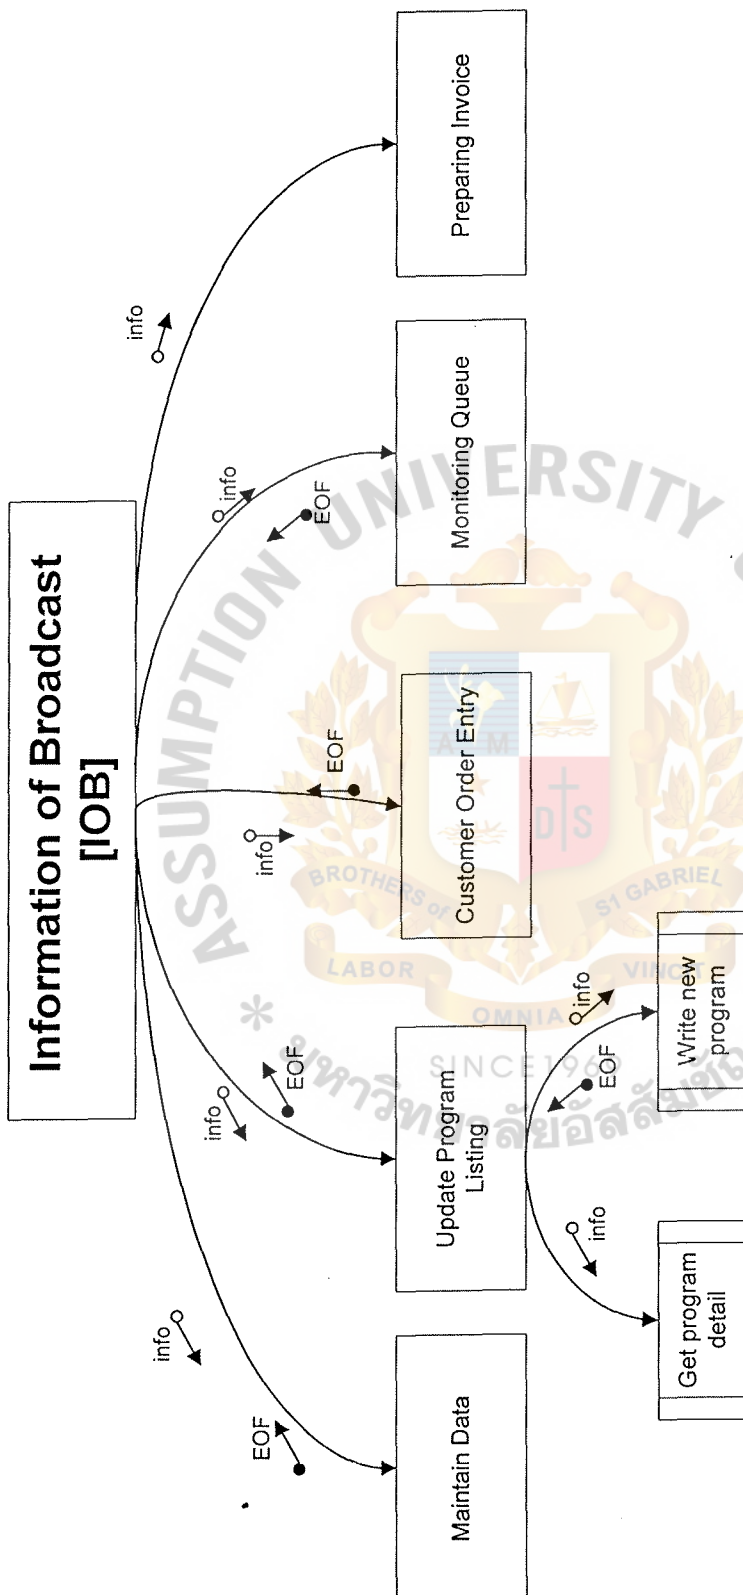 Information of Broadcast
[IOB]
info
EOF
info
EOF
info
EOF
info
EOF
info
Maintain Data
Update Program
Listing
Customer Order Entry
Monitoring Queue
Preparing Invoice
info
EOF
info
Get program
detail
Write new
program
ASSUMPTION UNIVERSITY
A M
D S
BROTHERS of
ST GABRIEL
LABOR
OMNIA
VINCIT
SINCE 1969